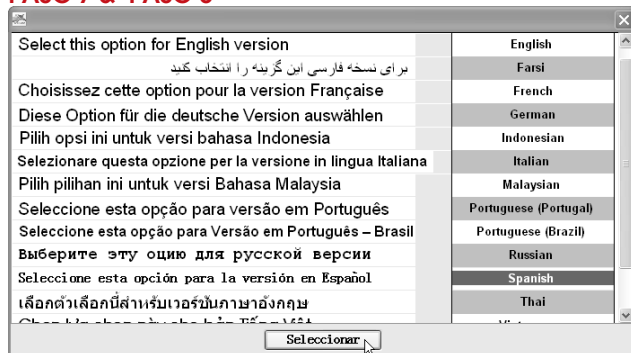 Select this option for English version English
برای نسخه فارسی این گزینه را انتخاب کنید Farsi
Choisissez cette option pour la version Française French
Diese Option für die deutsche Version auswählen German
Pilih opsi ini untuk versi bahasa Indonesia Indonesian
Selezionare questa opzione per la versione in lingua Italiana Italian
Pilih pilihan ini untuk versi Bahasa Malaysia Malaysian
Seleccione esta opção para versão em Português Portuguese (Portugal)
Seleccione esta opção para Versão em Português – Brasil Portuguese (Brazil)
Выберите эту оцию для русской версии Russian
Seleccione esta opción para la versión en Español Spanish
เลือกตัวเลือกนี้สำหรับเวอร์ชั่นภาษาอังกฤษ Thai
Seleccionar